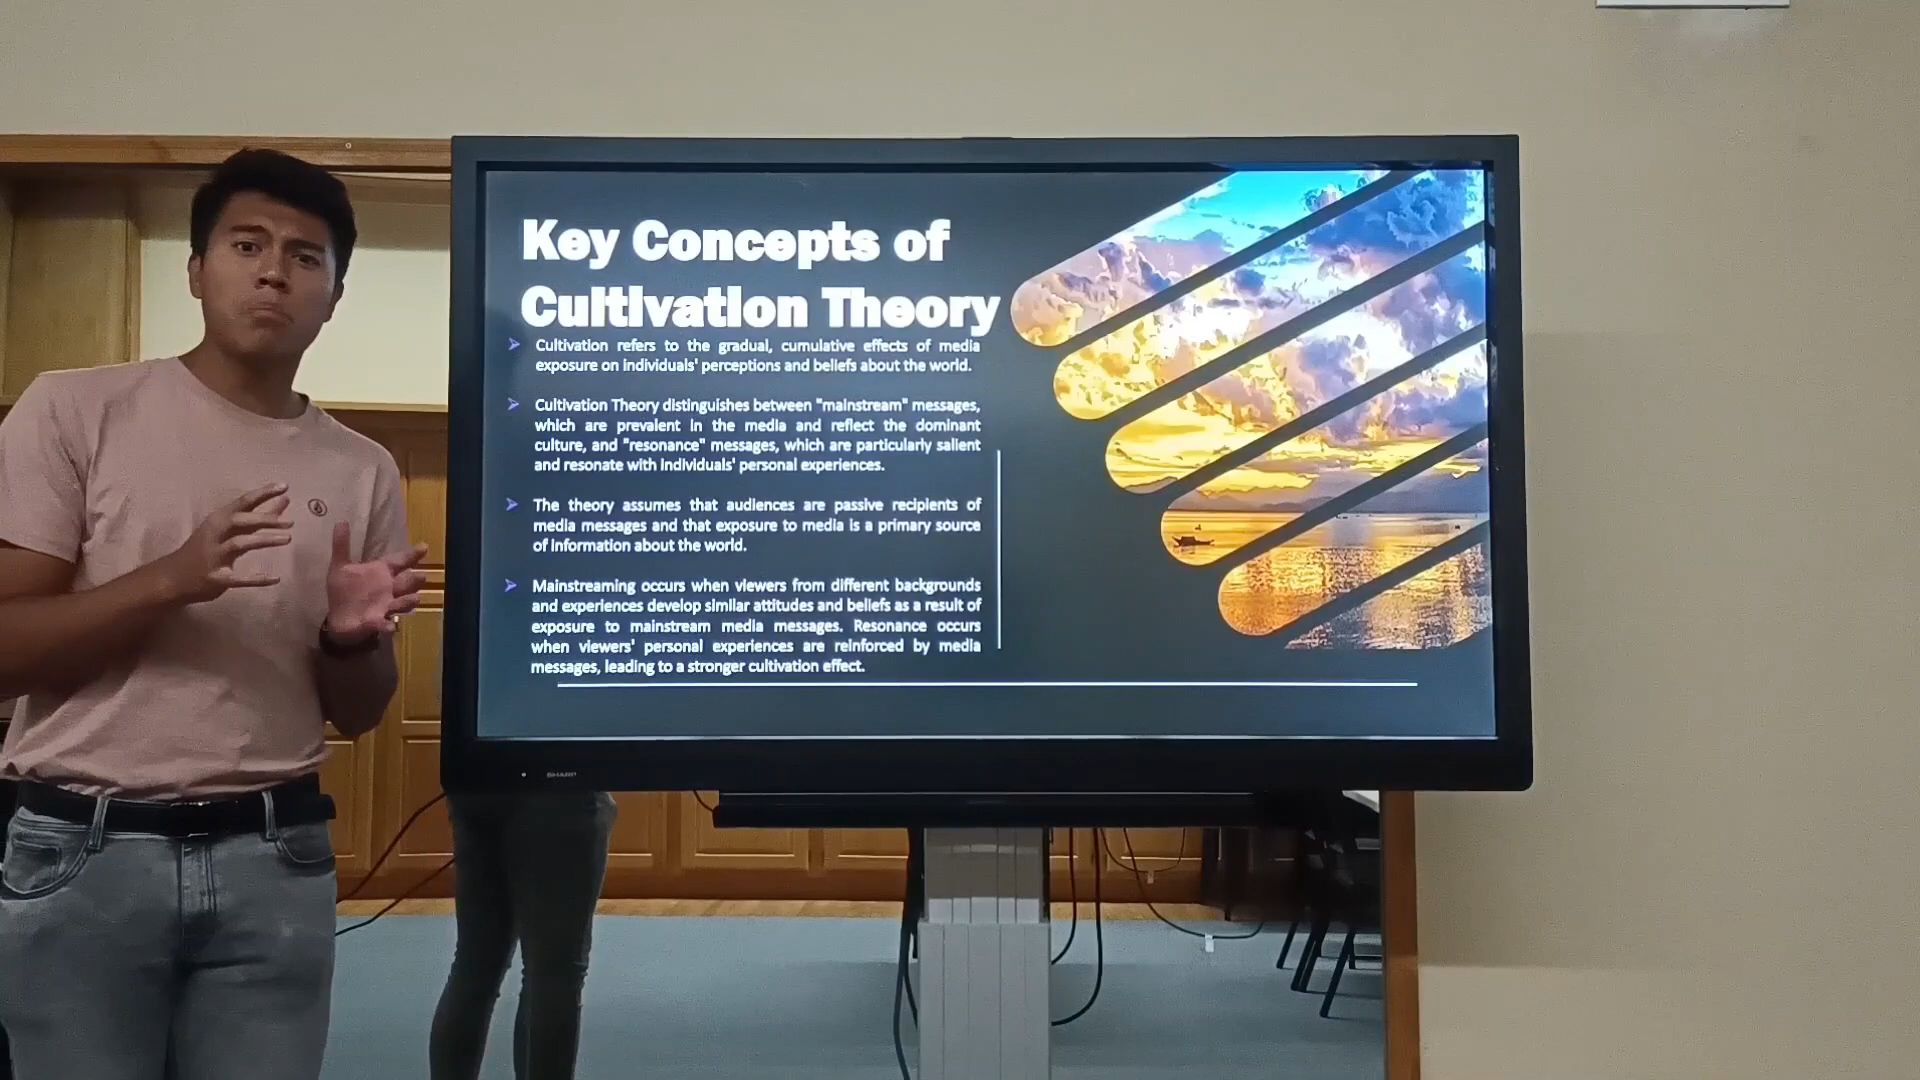 Key Concepts of
Cultivation Theory
Cultivation refers to the gradual, cumulative effects of media
exposure on individuals' perceptions and beliefs about the world.
Cultivation Theory distinguishes between "mainstream" messages,
which are prevalent in the media and reflect the dominant
culture, and "resonance" messages, which are particularly salient
and resonate with individuals' personal experiences.
The theory assumes that audiences are passive recipients of
media messages and that exposure to media is a primary source
of information about the world.
Mainstreaming occurs when viewers from different backgrounds
and experiences develop similar attitudes and beliefs as a result of
exposure to mainstream media messages. Resonance occurs
when viewers' personal experiences are reinforced by media
messages, leading to a stronger cultivation effect.
SHARP